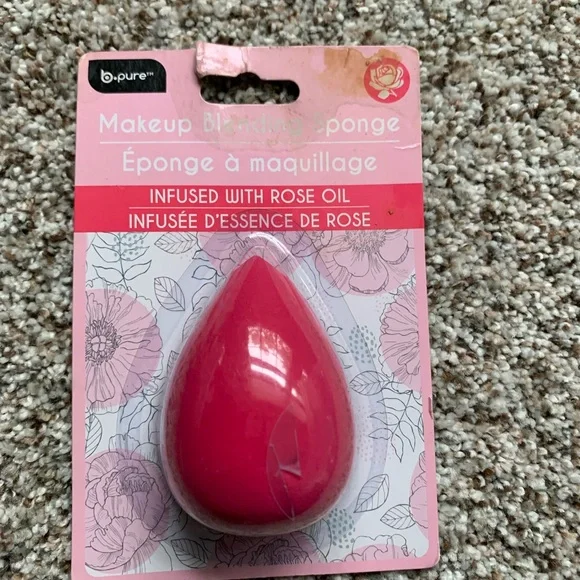 b.pure™
Makeup Blending Sponge
Éponge à maquillage
INFUSED WITH ROSE OIL
INFUSÉE D'ESSENCE DE ROSE